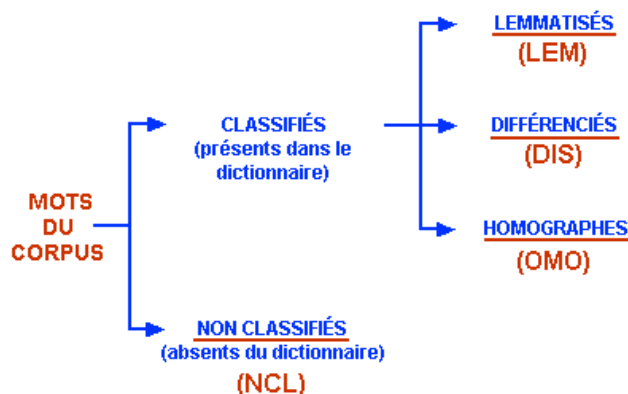 LEMMATISÉS
(LEM)
CLASSIFIÉS
(présents dans le
dictionnaire)
DIFFÉRENCIÉS
(DIS)
MOTS
DU
CORPUS
HOMOGRAPHES
(OMO)
NON CLASSIFIÉS
(absents du dictionnaire)
(NCL)